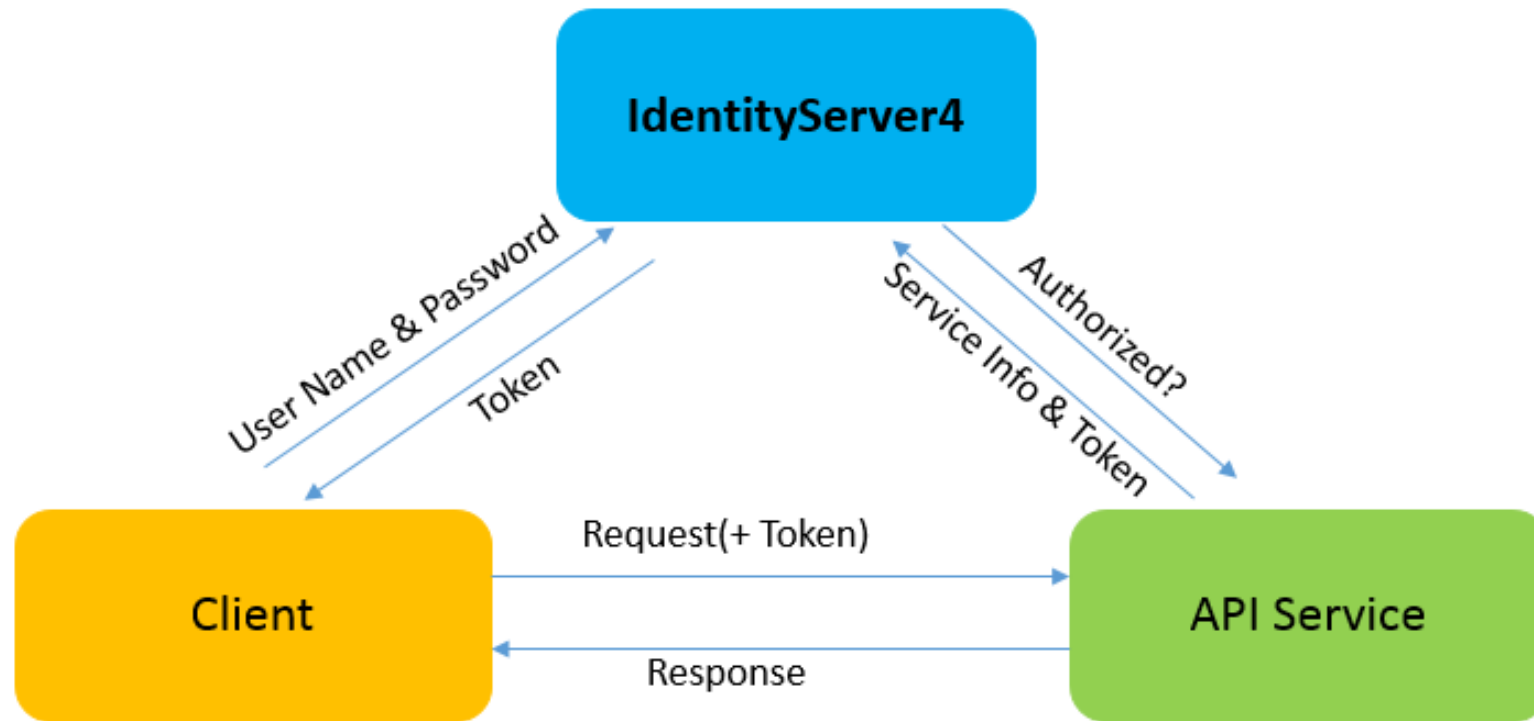 IdentityServer4
User Name & Password
Token
Service Info & Token
Authorized?
Request(+ Token)
Client
API Service
Response